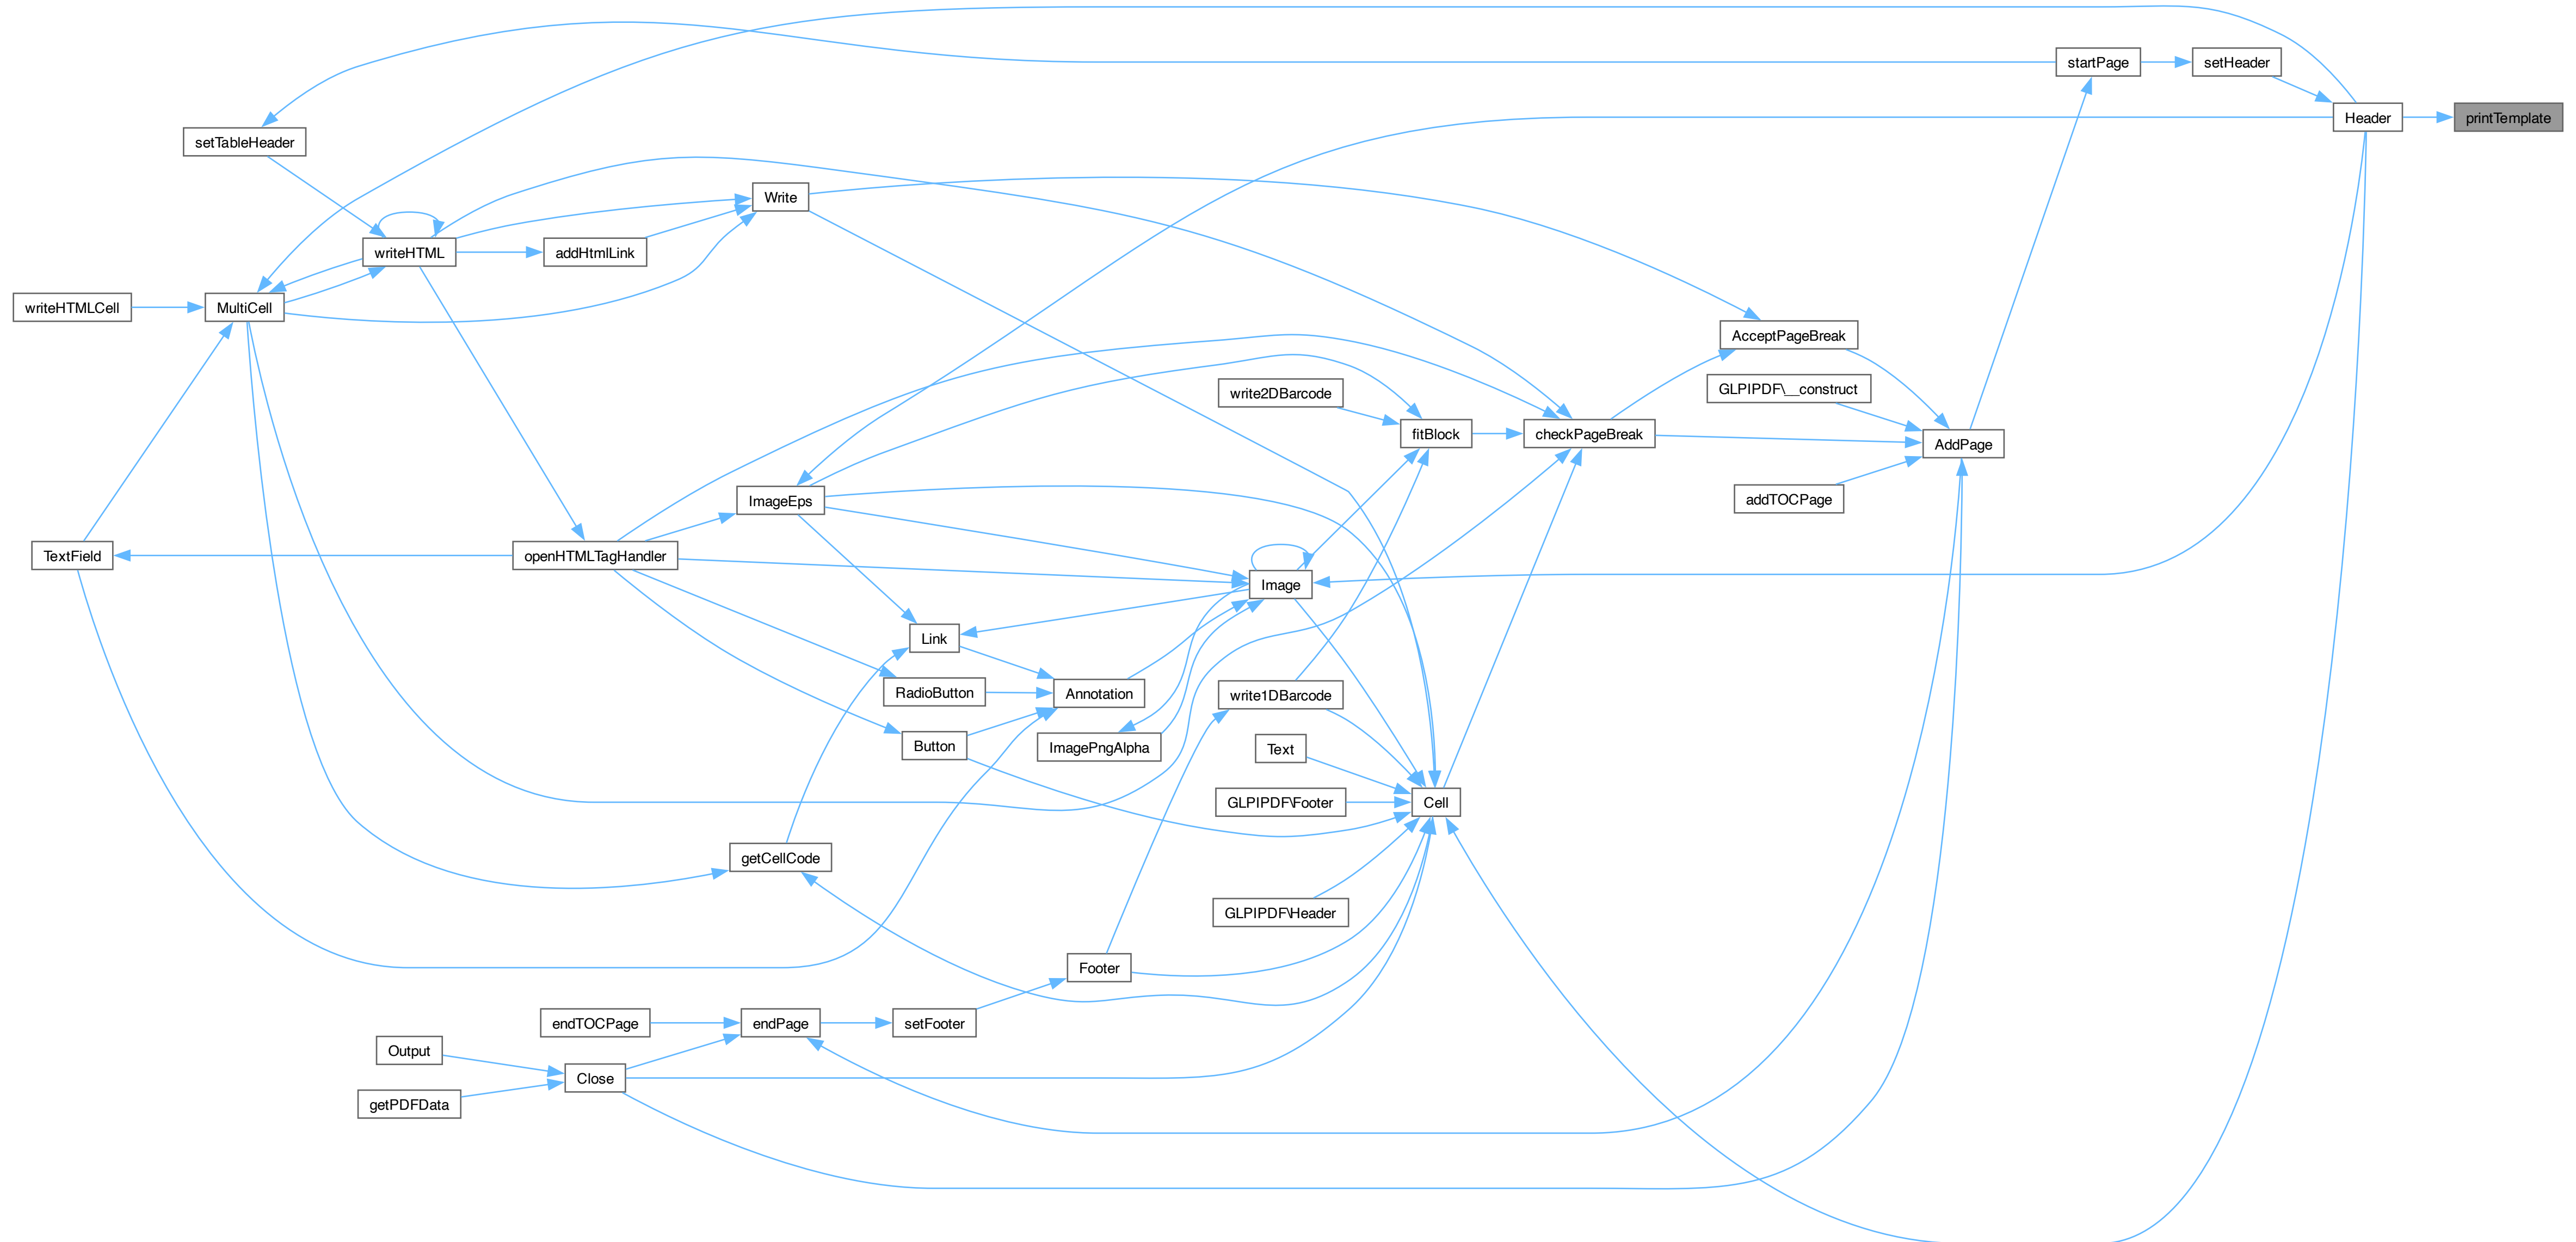 startPage
setHeader
Header
printTemplate
setTableHeader
Write
writeHTML
addHtmlLink
writeHTMLCell
MultiCell
AcceptPageBreak
GLPIPDF\__construct
write2DBarcode
fitBlock
checkPageBreak
AddPage
ImageEps
addTOCPage
TextField
openHTMLTagHandler
Image
Link
RadioButton
Annotation
write1DBarcode
Button
ImagePngAlpha
Text
GLPIPDF\Footer
Cell
getCellCode
GLPIPDF\Header
Footer
endTOCPage
endPage
setFooter
Output
Close
getPDFData